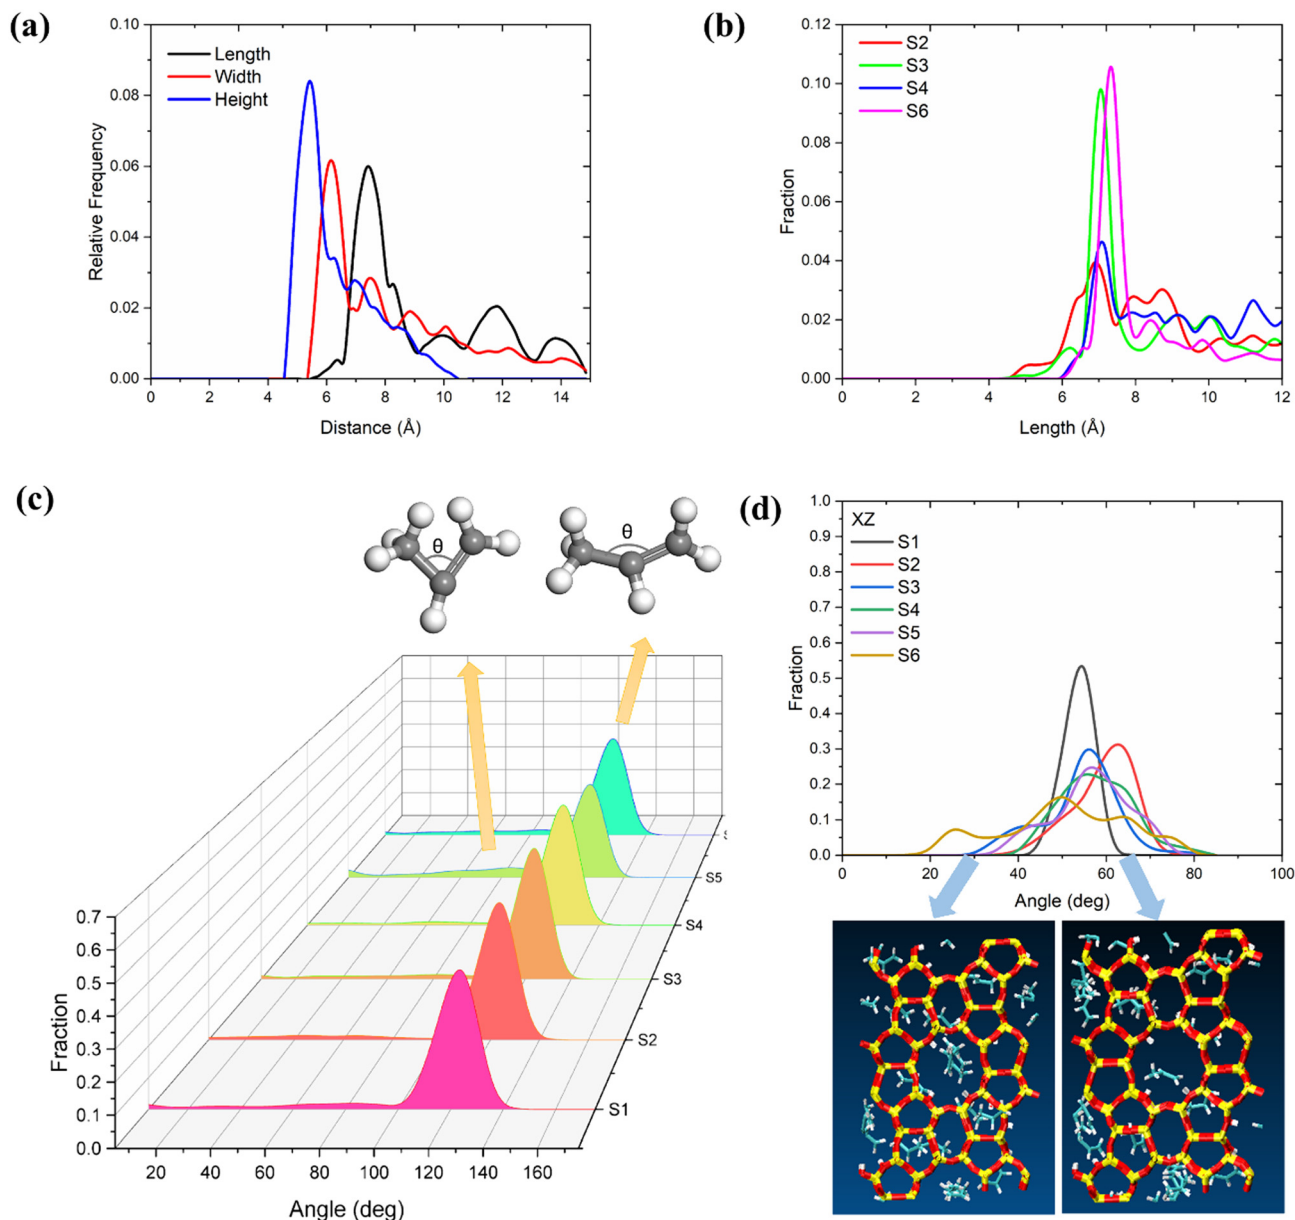 (a)
0.10
0.08
0.06
0.04
0.02
0.00
Relative Frequency
Length
Width
Height
0 2 4 6 8 10 12 14
Distance (Å)
(b)
0.12
0.10
0.08
0.06
0.04
0.02
0.00
Fraction
S2
S3
S4
S6
0 2 4 6 8 10 12
Length (Å)
(c)
θ
θ
0.7
0.6
0.5
0.4
0.3
0.2
0.1
0.0
Fraction
S5
S4
S3
S2
S1
20 40 60 80 100 120 140 160
Angle (deg)
(d)
1.0
0.9
0.8
0.7
0.6
0.5
0.4
0.3
0.2
0.1
0.0
Fraction
XZ
S1
S2
S3
S4
S5
S6
0 20 40 60 80 100
Angle (deg)